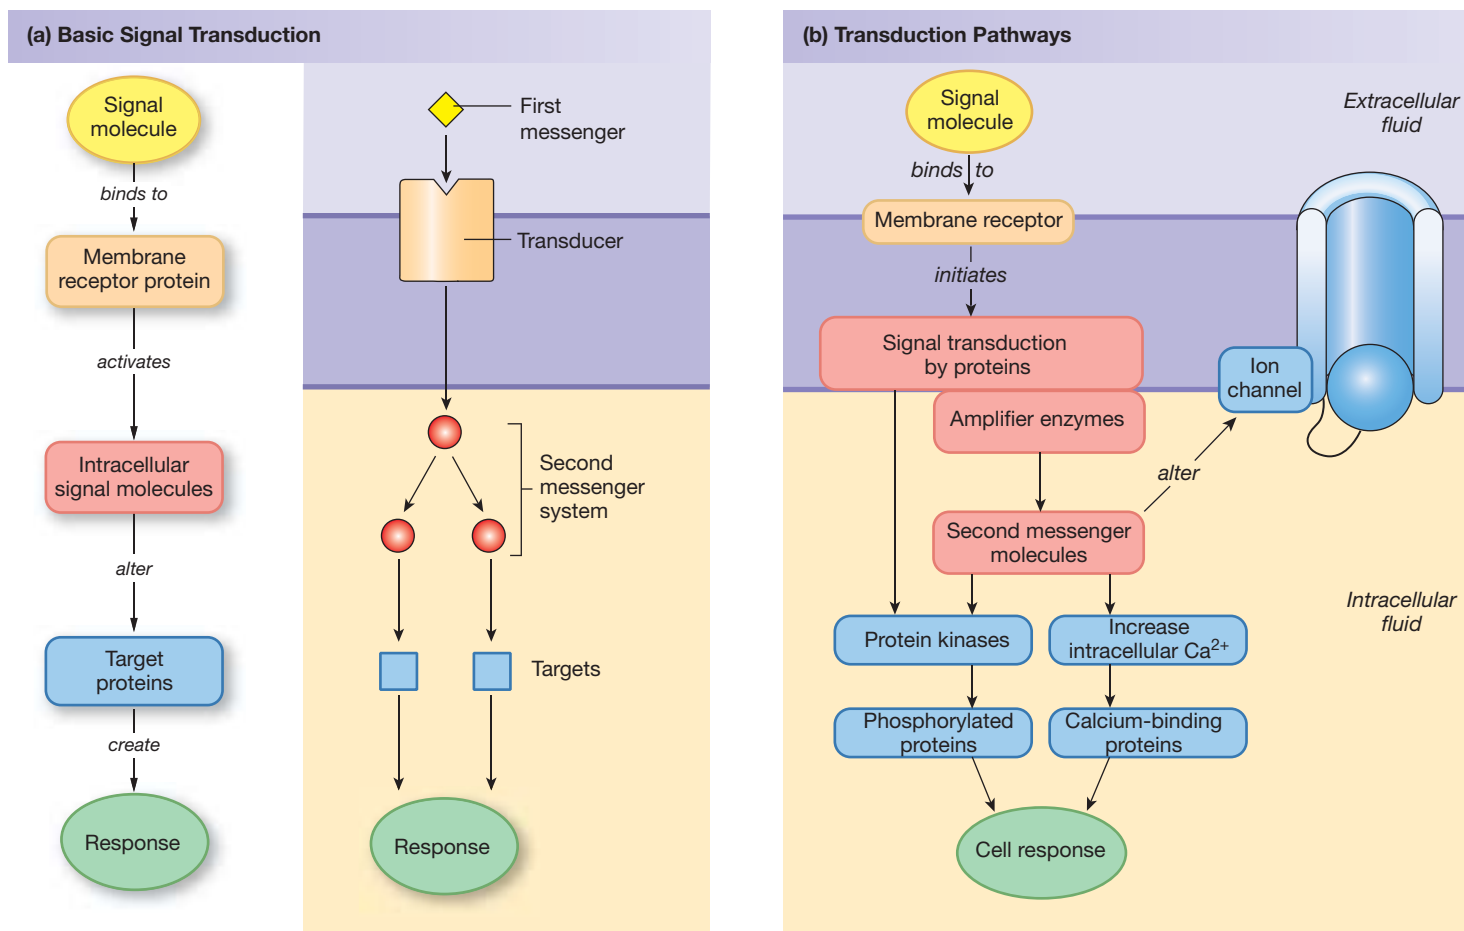 (a) Basic Signal Transduction
Signal
molecule
binds to
Membrane
receptor protein
activates
Intracellular
signal molecules
alter
Target
proteins
create
Response
First
messenger
Transducer
Second
messenger
system
Targets
Response
(b) Transduction Pathways
Signal
molecule
binds to
Membrane receptor
initiates
Signal transduction
by proteins
Amplifier enzymes
Second messenger
molecules
alter
Ion
channel
Extracellular
fluid
Intracellular
fluid
Protein kinases
Increase
intracellular Ca²⁺
Phosphorylated
proteins
Calcium-binding
proteins
Cell response